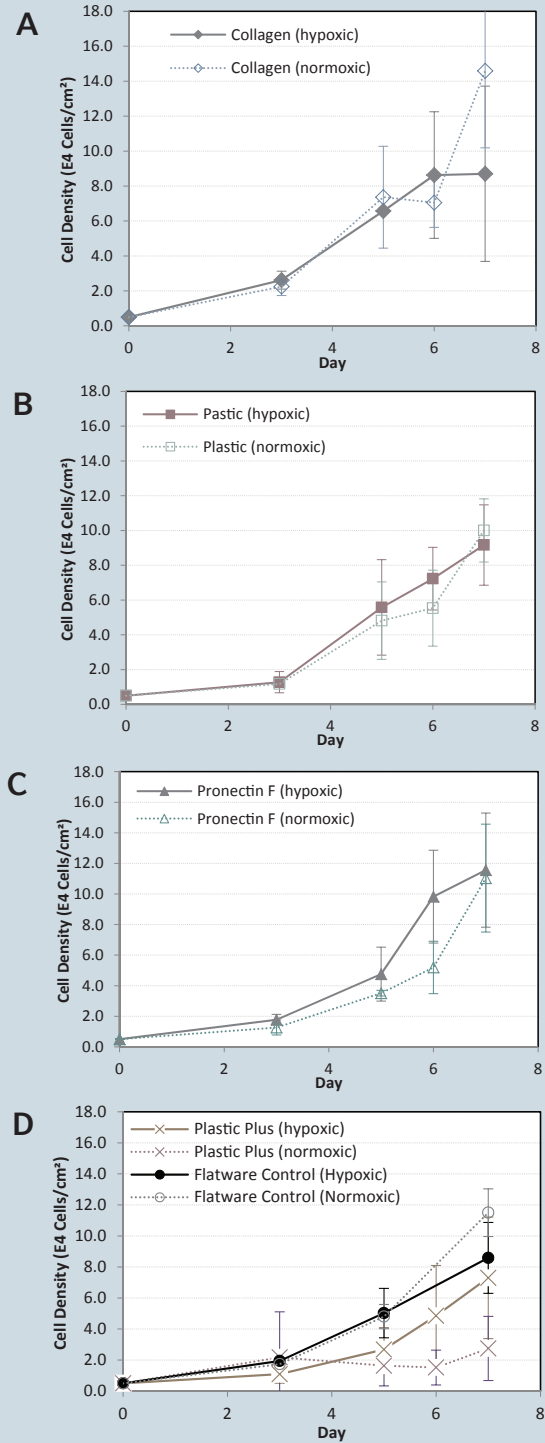 A
18.0
16.0
14.0
12.0
10.0
8.0
6.0
4.0
2.0
0.0
Cell Density (E4 Cells/cm²)
Collagen (hypoxic)
Collagen (normoxic)
0 2 4 6 8
Day
B
18.0
16.0
14.0
12.0
10.0
8.0
6.0
4.0
2.0
0.0
Cell Density (E4 Cells/cm²)
Pastic (hypoxic)
Plastic (normoxic)
0 2 4 6 8
Day
C
18.0
16.0
14.0
12.0
10.0
8.0
6.0
4.0
2.0
0.0
Cell Density (E4 Cells/cm²)
Pronectin F (hypoxic)
Pronectin F (normoxic)
0 2 4 6 8
Day
D
18.0
16.0
14.0
12.0
10.0
8.0
6.0
4.0
2.0
0.0
Cell Density (E4 Cells/cm²)
Plastic Plus (hypoxic)
Plastic Plus (normoxic)
Flatware Control (Hypoxic)
Flatware Control (Normoxic)
0 2 4 6 8
Day